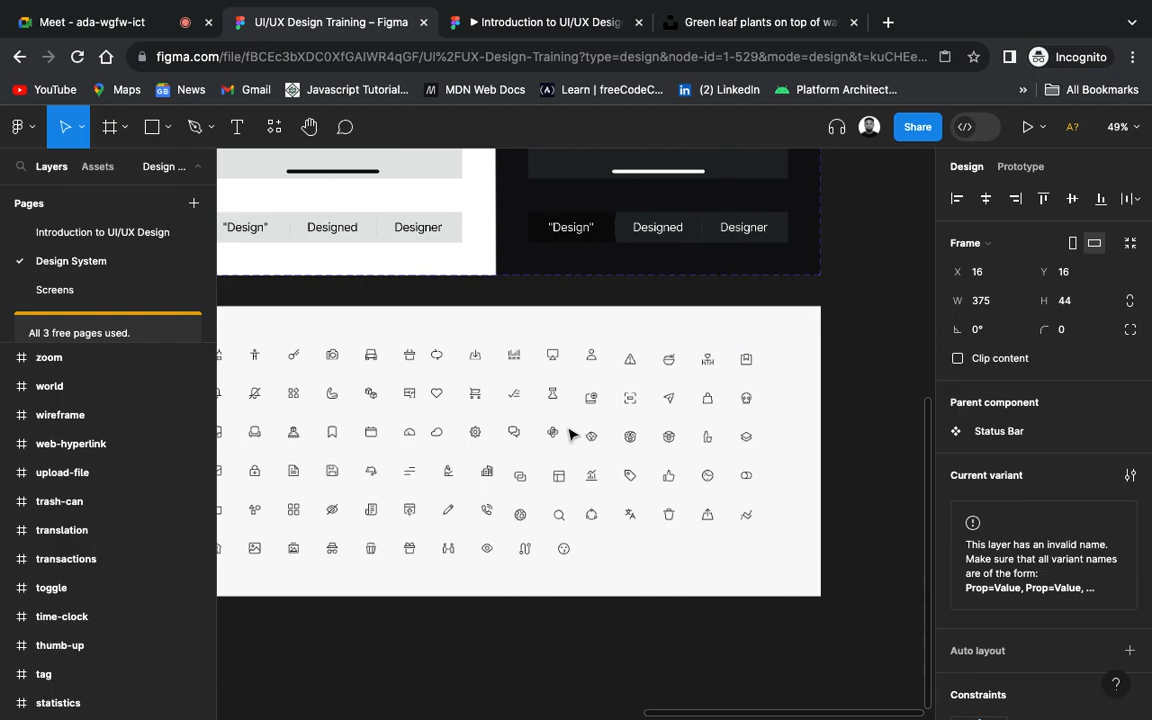 Meet - ada-wgfw-ict
UI/UX Design Training – Figma
Introduction to UI/UX Desig
Green leaf plants on top of wa
figma.com/file/fBCEc3bXDC0XfGAIWR4qGF/UI%2FUX-Design-Training?type=design&node-id=1-529&mode=design&t=kuCHEe...
Incognito
YouTube
Maps
News
Gmail
Javascript Tutorial...
MDN Web Docs
Learn | freeCodeC...
(2) LinkedIn
Platform Architect...
»
All Bookmarks
Share
A?
49%
Layers
Assets
Design ...
Design
Prototype
Pages
Introduction to UI/UX Design
Design System
Screens
All 3 free pages used.
zoom
world
wireframe
web-hyperlink
upload-file
trash-can
translation
transactions
toggle
time-clock
thumb-up
tag
statistics
"Design"
Designed
Designer
"Design"
Designed
Designer
Frame
X 16
Y 16
W 375
H 44
0°
0
Clip content
Parent component
Status Bar
Current variant
This layer has an invalid name.
Make sure that all variant names
are of the form:
Prop=Value, Prop=Value, ...
Auto layout
Constraints
?